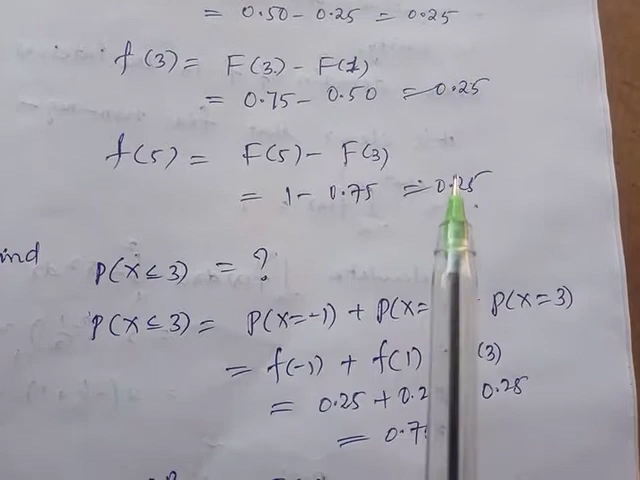 = 0.50 - 0.25 = 0.25
f(3) = F(3) - F(1)
= 0.75 - 0.50 = 0.25
f(5) = F(5) - F(3)
= 1 - 0.75 = 0.25
ind P(X ≤ 3) = ?
P(X ≤ 3) = P(X=-1) + P(X= P(X=3)
= f(-1) + f(1) (3)
= 0.25 + 0.2 0.25
= 0.7